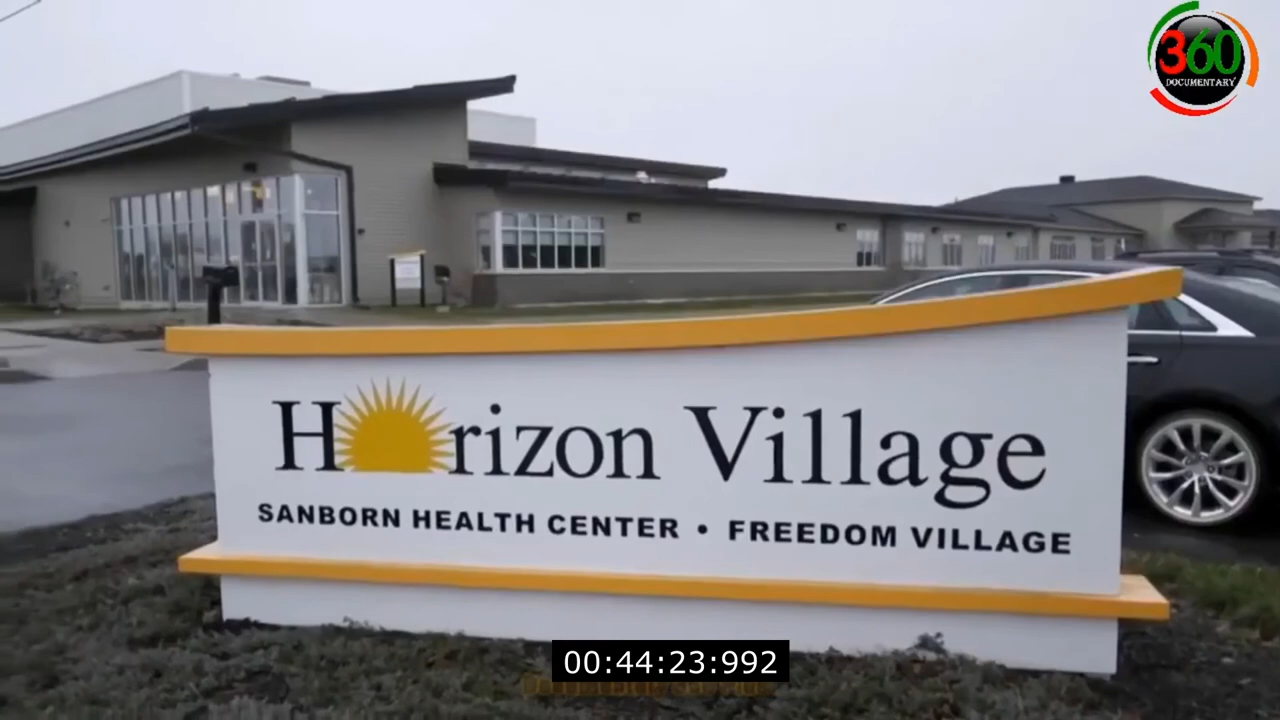 360
DOCUMENTARY
Horizon Village
SANBORN HEALTH CENTER • FREEDOM VILLAGE
00:44:23:992